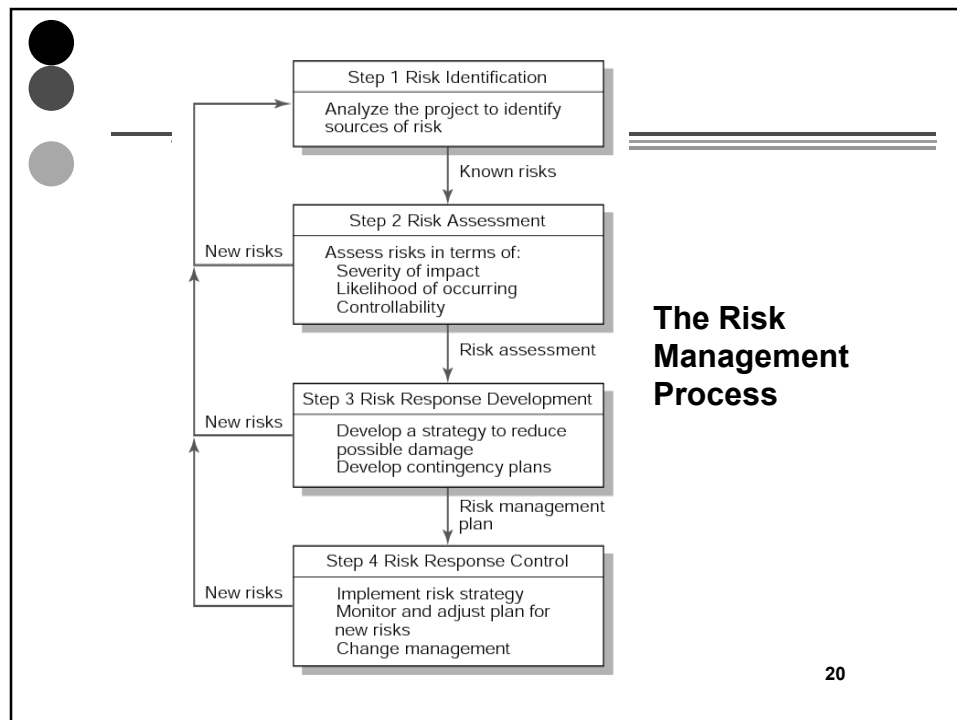 Step 1 Risk Identification
Analyze the project to identify
sources of risk
Known risks
Step 2 Risk Assessment
New risks
Assess risks in terms of:
Severity of impact
Likelihood of occurring
Controllability
Risk assessment
Step 3 Risk Response Development
New risks
Develop a strategy to reduce
possible damage
Develop contingency plans
Risk management
plan
Step 4 Risk Response Control
New risks
Implement risk strategy
Monitor and adjust plan for
new risks
Change management
The Risk
Management
Process
20